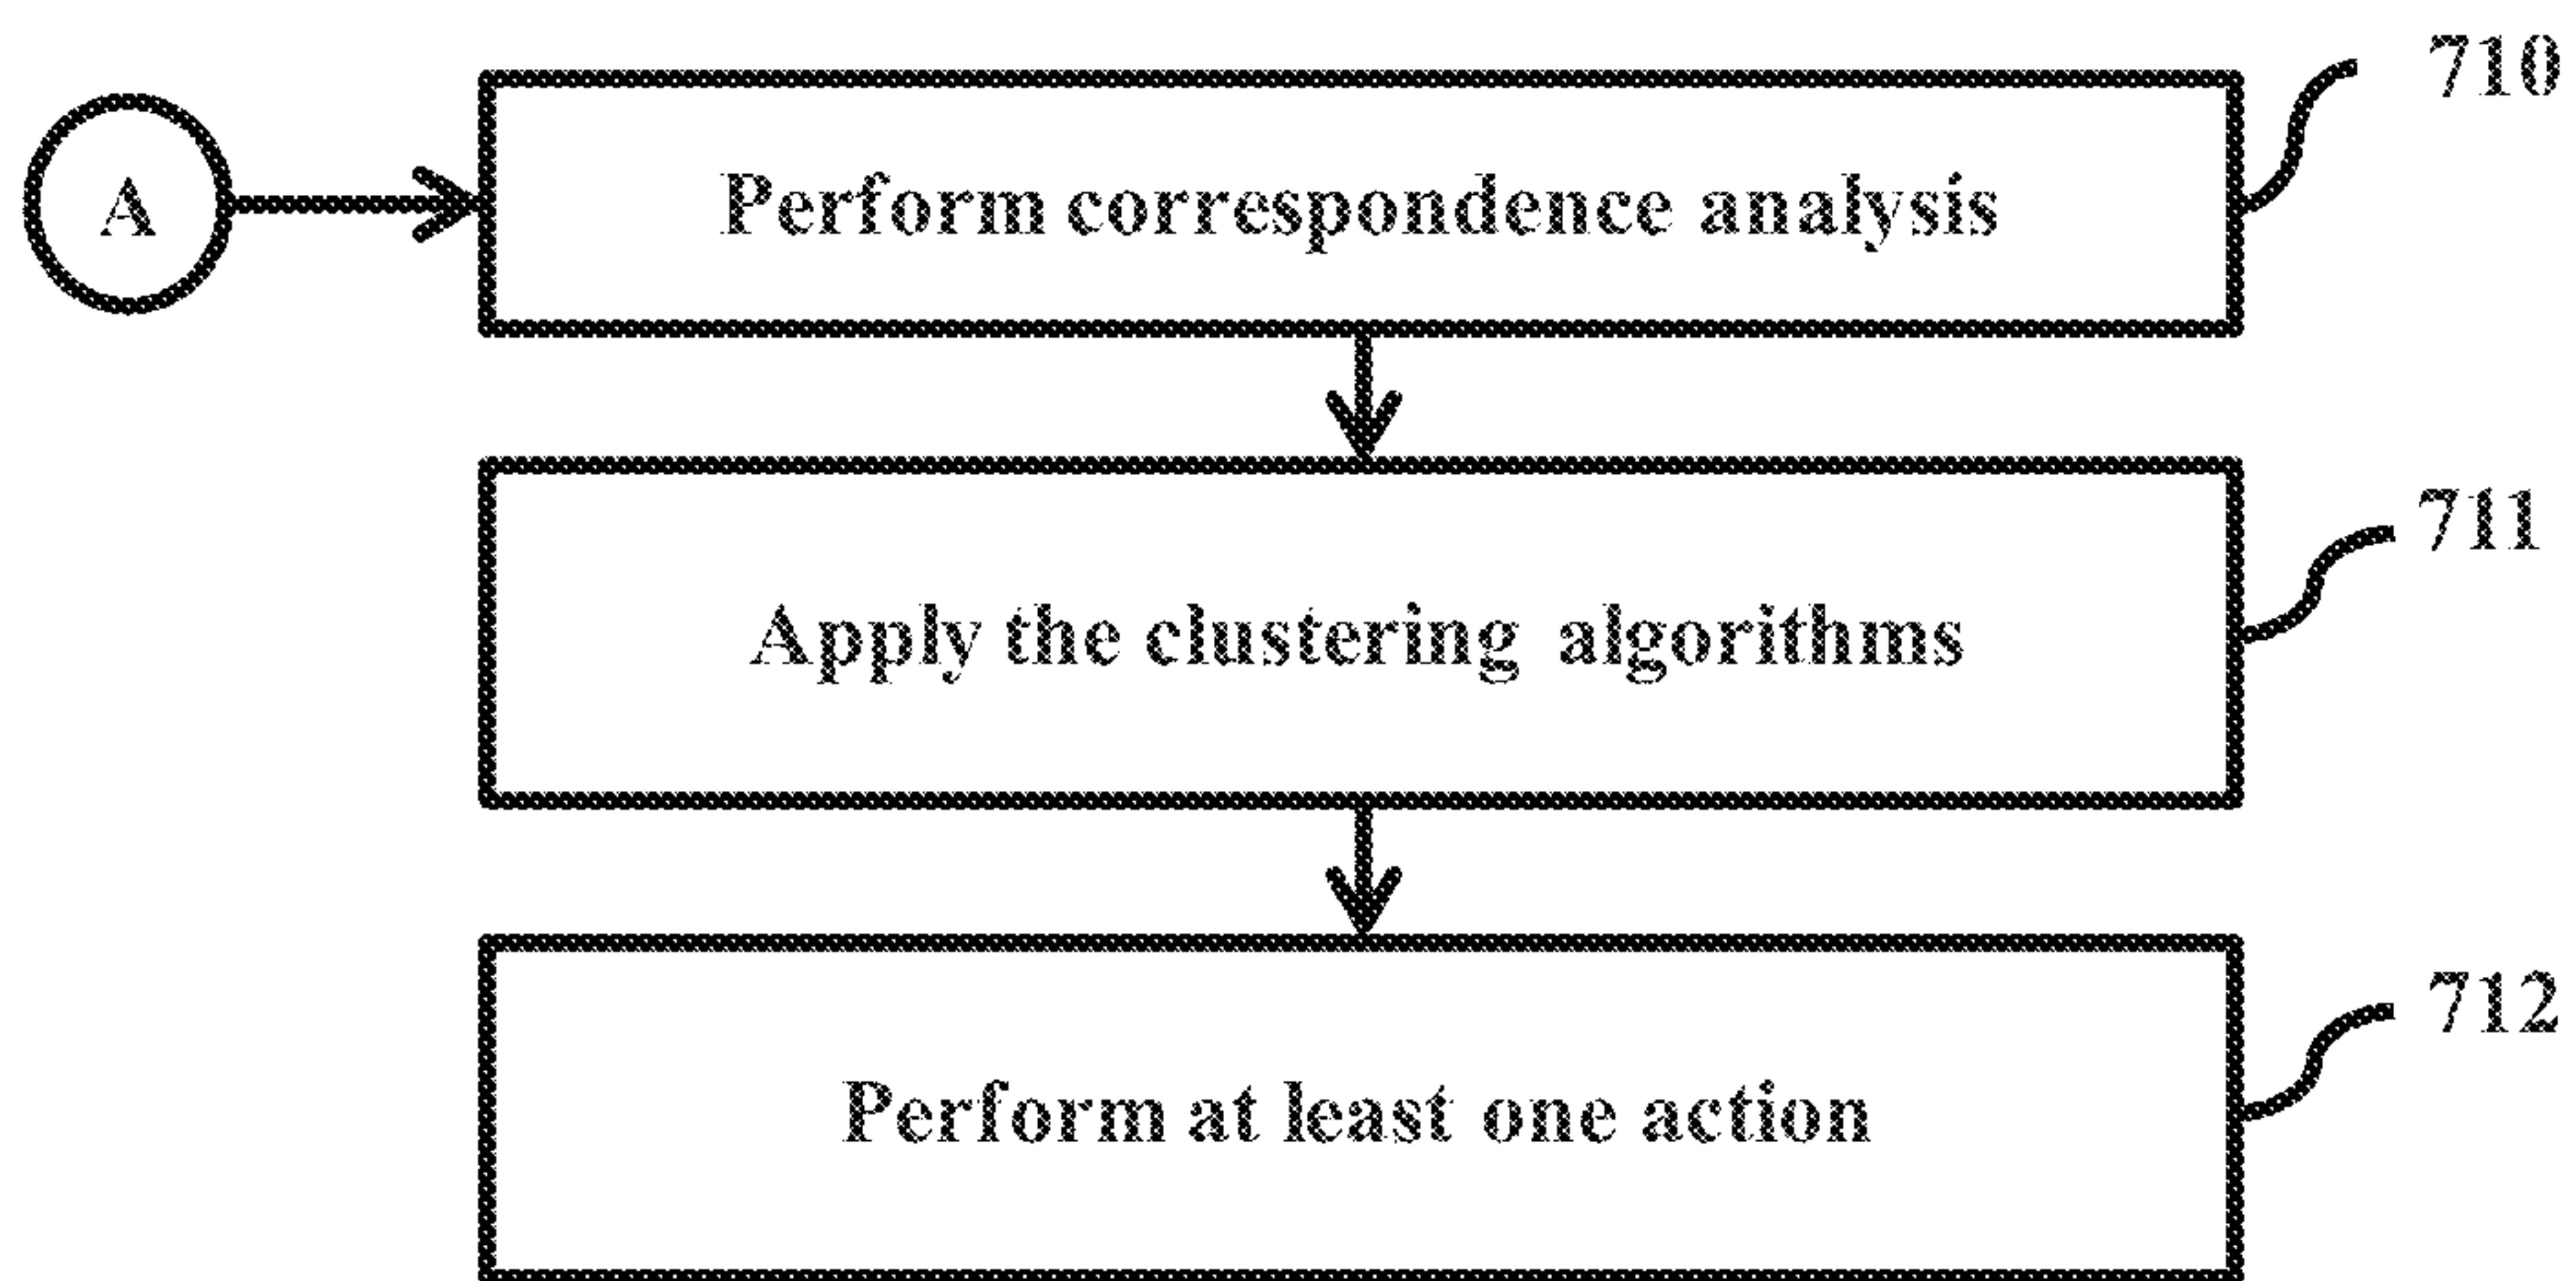 710
A
Perform correspondence analysis
711
Apply the clustering algorithms
712
Perform at least one action